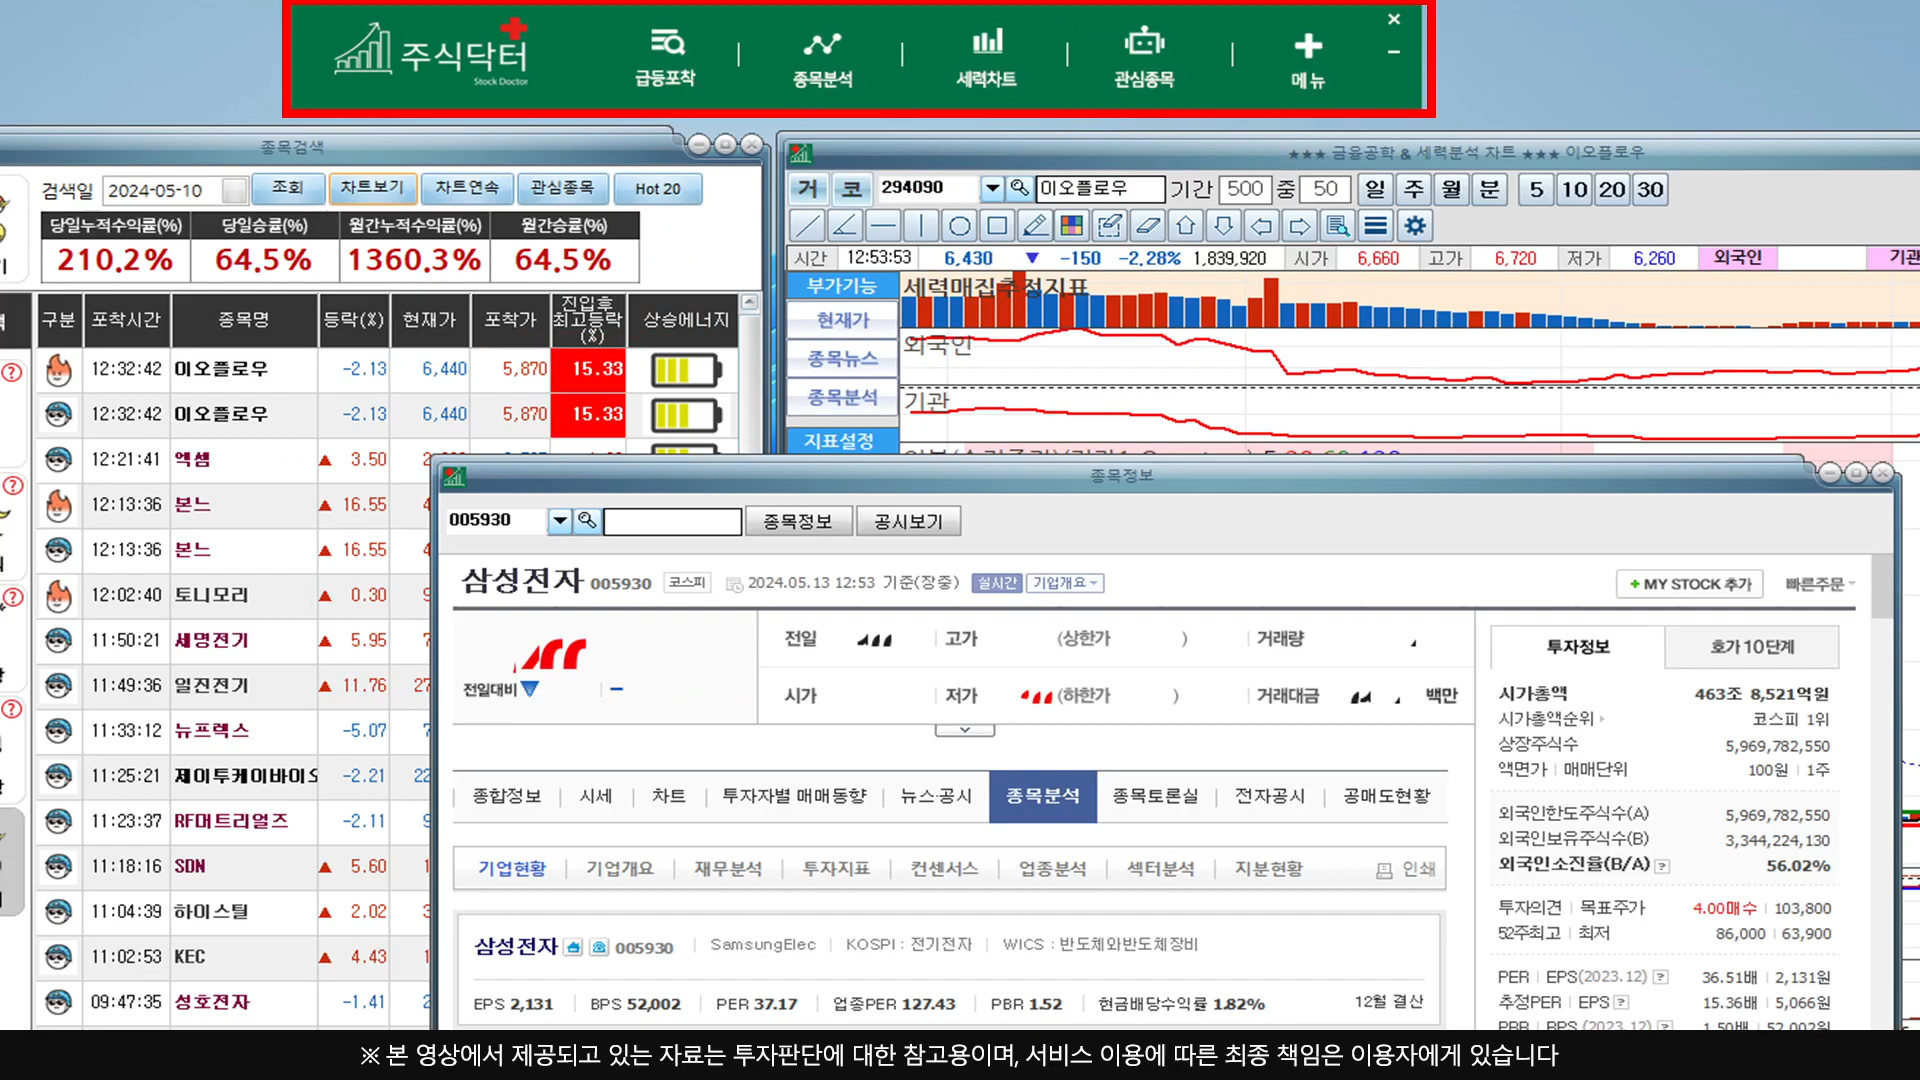 주식닥터
Stock Doctor
급등포착
종목분석
세력차트
관심종목
메뉴
종목검색
검색일 2024-05-10 조회 차트보기 차트연속 관심종목 Hot 20
당일누적수익률(%) 당일승률(%) 월간누적수익률(%) 월간승률(%)
210.2% 64.5% 1360.3% 64.5%
구분 포착시간 종목명 등락(%) 현재가 포착가 진입후 최고등락 (%) 상승에너지
12:32:42 이오플로우 -2.13 6,440 5,870 15.33
12:32:42 이오플로우 -2.13 6,440 5,870 15.33
12:21:41 엑셈 ▲ 3.50
12:13:36 본느 ▲ 16.55
12:13:36 본느 ▲ 16.55
12:02:40 토니모리 ▲ 0.30
11:50:21 세명전기 ▲ 5.95
11:49:36 일진전기 ▲ 11.76
11:33:12 뉴프렉스 -5.07
11:25:21 제이투케이바이오 -2.21
11:23:37 RF머트리얼즈 -2.11
11:18:16 SDN ▲ 5.60
11:04:39 하이스틸 ▲ 2.02
11:02:53 KEC ▲ 4.43
09:47:35 성호전자 -1.41
★★★ 금융공학 & 세력분석 차트 ★★★ 이오플로우
거 코 294090 이오플로우 기간 500 중 50 일 주 월 분 5 10 20 30
시간 12:53:53 6,430 ▼ -150 -2.28% 1,839,920 시가 6,660 고가 6,720 저가 6,260 외국인 기관
부가기능
현재가
종목뉴스
종목분석
지표설정
세력매집추정지표
외국인
기관
종목정보
005930 종목정보 공시보기
삼성전자 005930 코스피 2024.05.13 12:53 기준(장중) 실시간 기업개요
+ MY STOCK 추가 빠른주문
전일대비 ▼
전일 고가 (상한가 ) 거래량
시가 저가 (하한가 ) 거래대금 백만
종합정보 시세 차트 투자자별 매매동향 뉴스·공시 종목분석 종목토론실 전자공시 공매도현황
기업현황 기업개요 재무분석 투자지표 컨센서스 업종분석 섹터분석 지분현황 인쇄
삼성전자 005930 SamsungElec KOSPI : 전기전자 WICS : 반도체와반도체장비
EPS 2,131 BPS 52,002 PER 37.17 업종PER 127.43 PBR 1.52 현금배당수익률 1.82% 12월 결산
투자정보 호가 10단계
시가총액 463조 8,521억원
시가총액순위 코스피 1위
상장주식수 5,969,782,550
액면가 | 매매단위 100원 | 1주
외국인한도주식수(A) 5,969,782,550
외국인보유주식수(B) 3,344,224,130
외국인소진율(B/A) ? 56.02%
투자의견 | 목표주가 4.00매수 | 103,800
52주최고 | 최저 86,000 | 63,900
PER | EPS(2023.12) ? 36.51배 | 2,131원
추정PER | EPS ? 15.36배 | 5,066원
PBR | BPS (2023.12) ? 1.50배 | 52,002원
※ 본 영상에서 제공되고 있는 자료는 투자판단에 대한 참고용이며, 서비스 이용에 따른 최종 책임은 이용자에게 있습니다